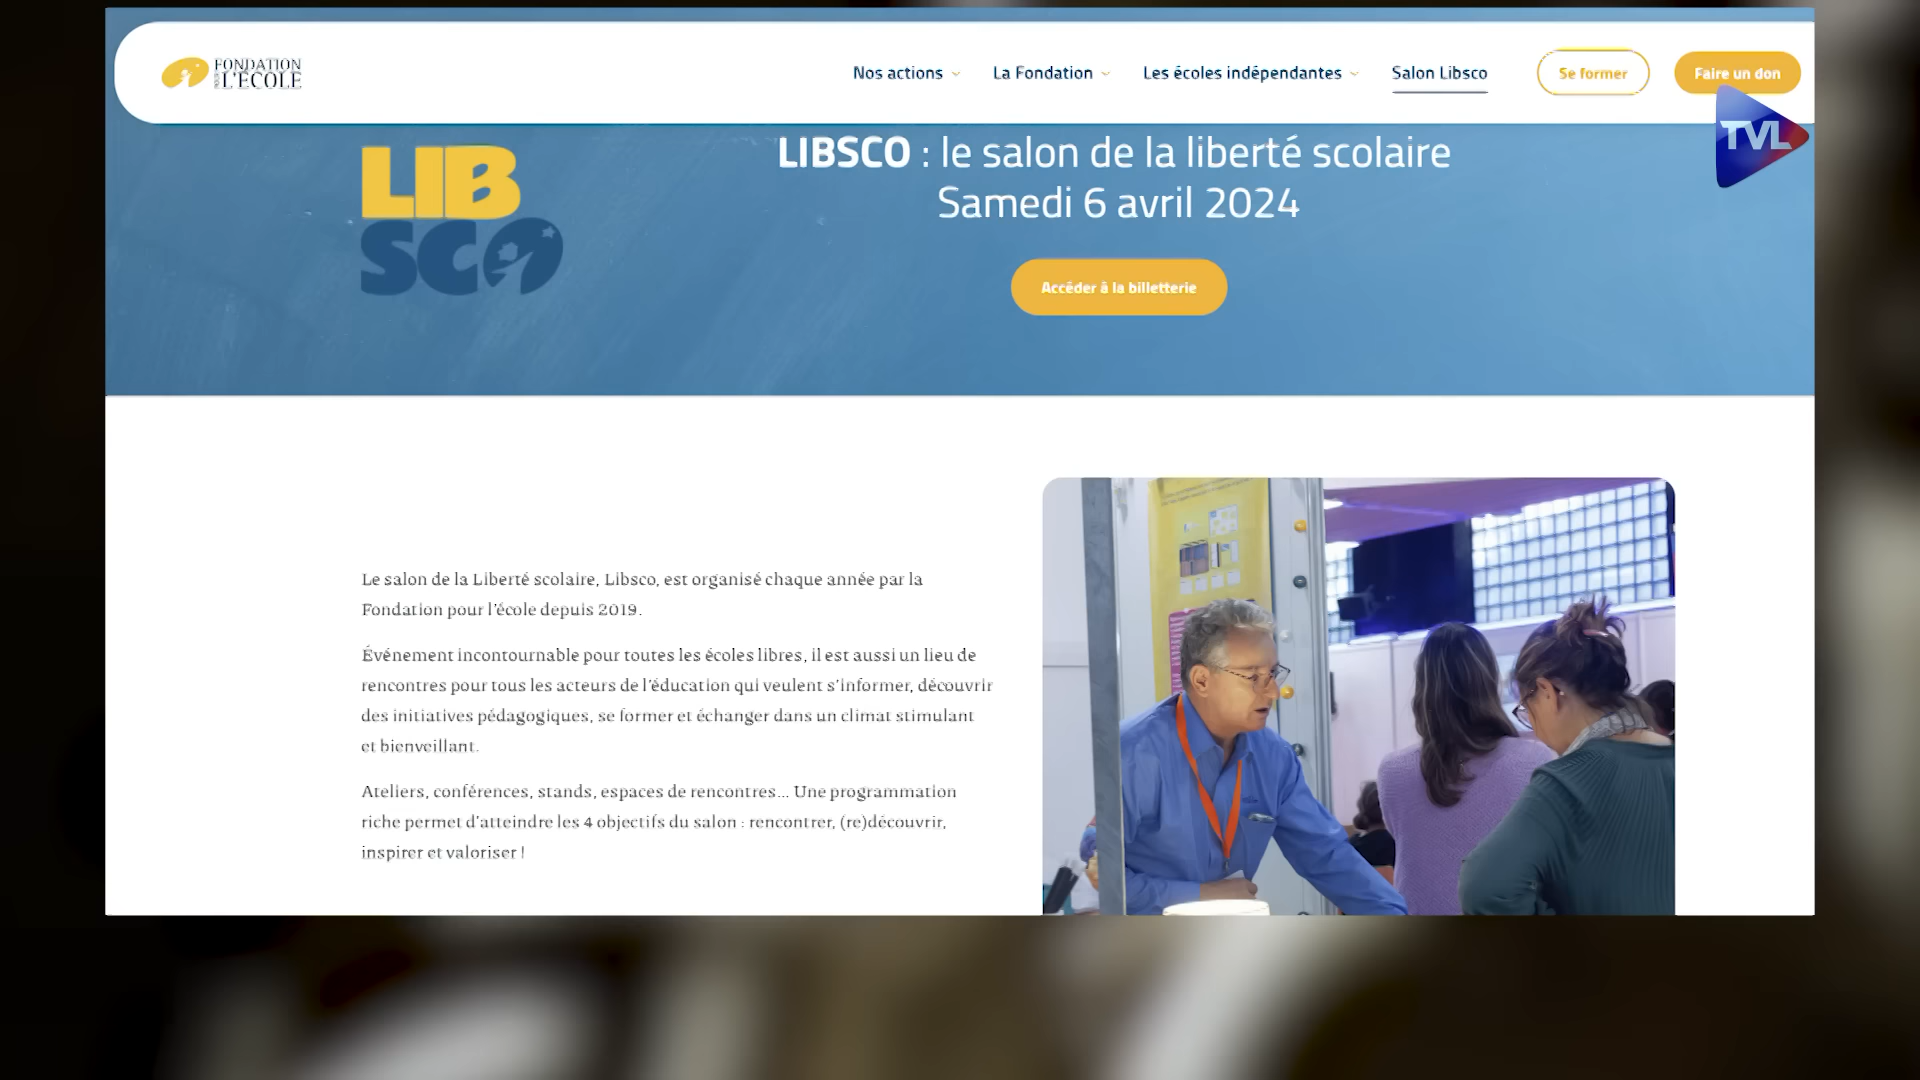 FONDATION
POUR L'ÉCOLE
Nos actions
La Fondation
Les écoles indépendantes
Salon Libsco
Se former
Faire un don
TVL
LIB
SCO
LIBSCO : le salon de la liberté scolaire
Samedi 6 avril 2024
Accéder à la billetterie
Le salon de la Liberté scolaire, Libsco, est organisé chaque année par la
Fondation pour l'école depuis 2019.
Événement incontournable pour toutes les écoles libres, il est aussi un lieu de
rencontres pour tous les acteurs de l'éducation qui veulent s'informer, découvrir
des initiatives pédagogiques, se former et échanger dans un climat stimulant
et bienveillant.
Ateliers, conférences, stands, espaces de rencontres... Une programmation
riche permet d'atteindre les 4 objectifs du salon : rencontrer, (re)découvrir,
inspirer et valoriser !